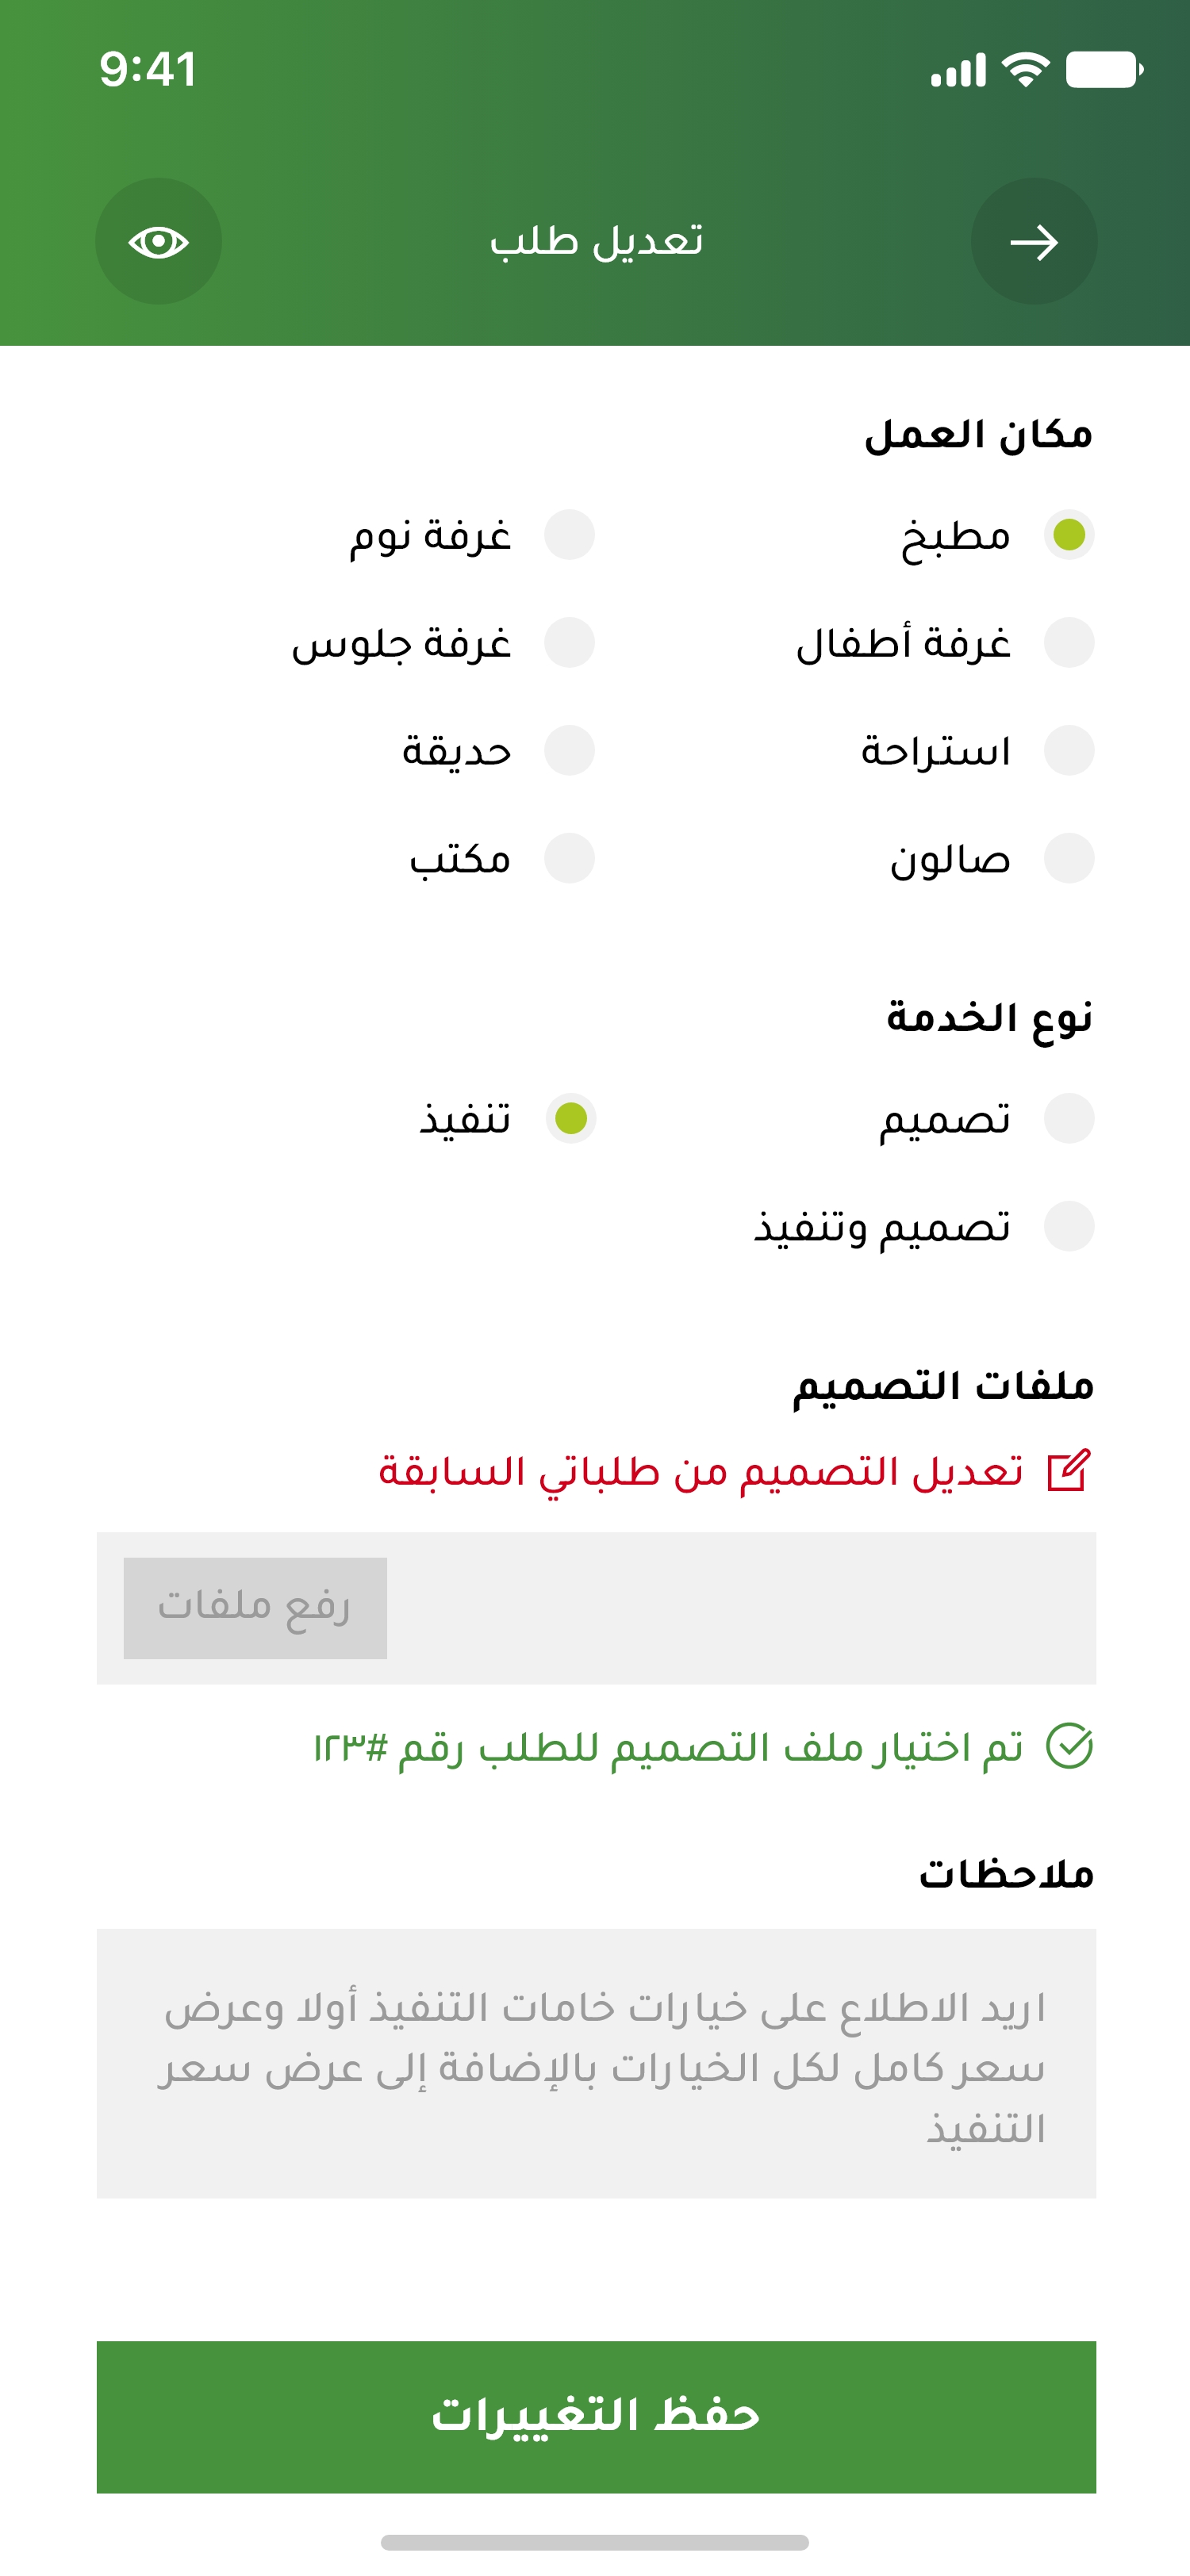 9:41
تعديل طلب
مكان العمل
مطبخ
غرفة نوم
غرفة أطفال
غرفة جلوس
استراحة
حديقة
صالون
مكتب
نوع الخدمة
تصميم
تنفيذ
تصميم وتنفيذ
ملفات التصميم
تعديل التصميم من طلباتي السابقة
رفع ملفات
تم اختيار ملف التصميم للطلب رقم #١٢٣
ملاحظات
اريد الاطلاع على خيارات خامات التنفيذ أولا وعرض
سعر كامل لكل الخيارات بالإضافة إلى عرض سعر
التنفيذ
حفظ التغييرات